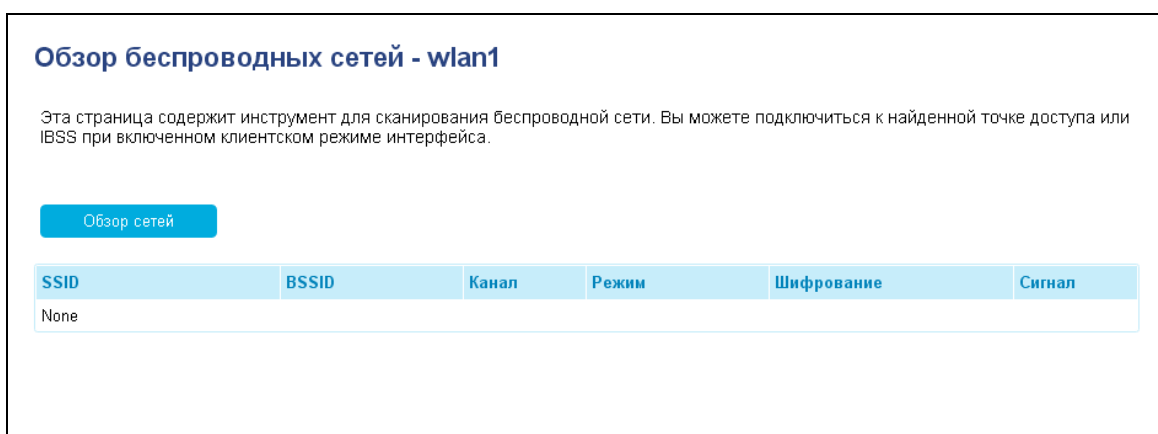 Обзор беспроводных сетей - wlan1
Эта страница содержит инструмент для сканирования беспроводной сети. Вы можете подключиться к найденной точке доступа или
IBSS при включенном клиентском режиме интерфейса.
Обзор сетей
SSID BSSID Канал Режим Шифрование Сигнал
None